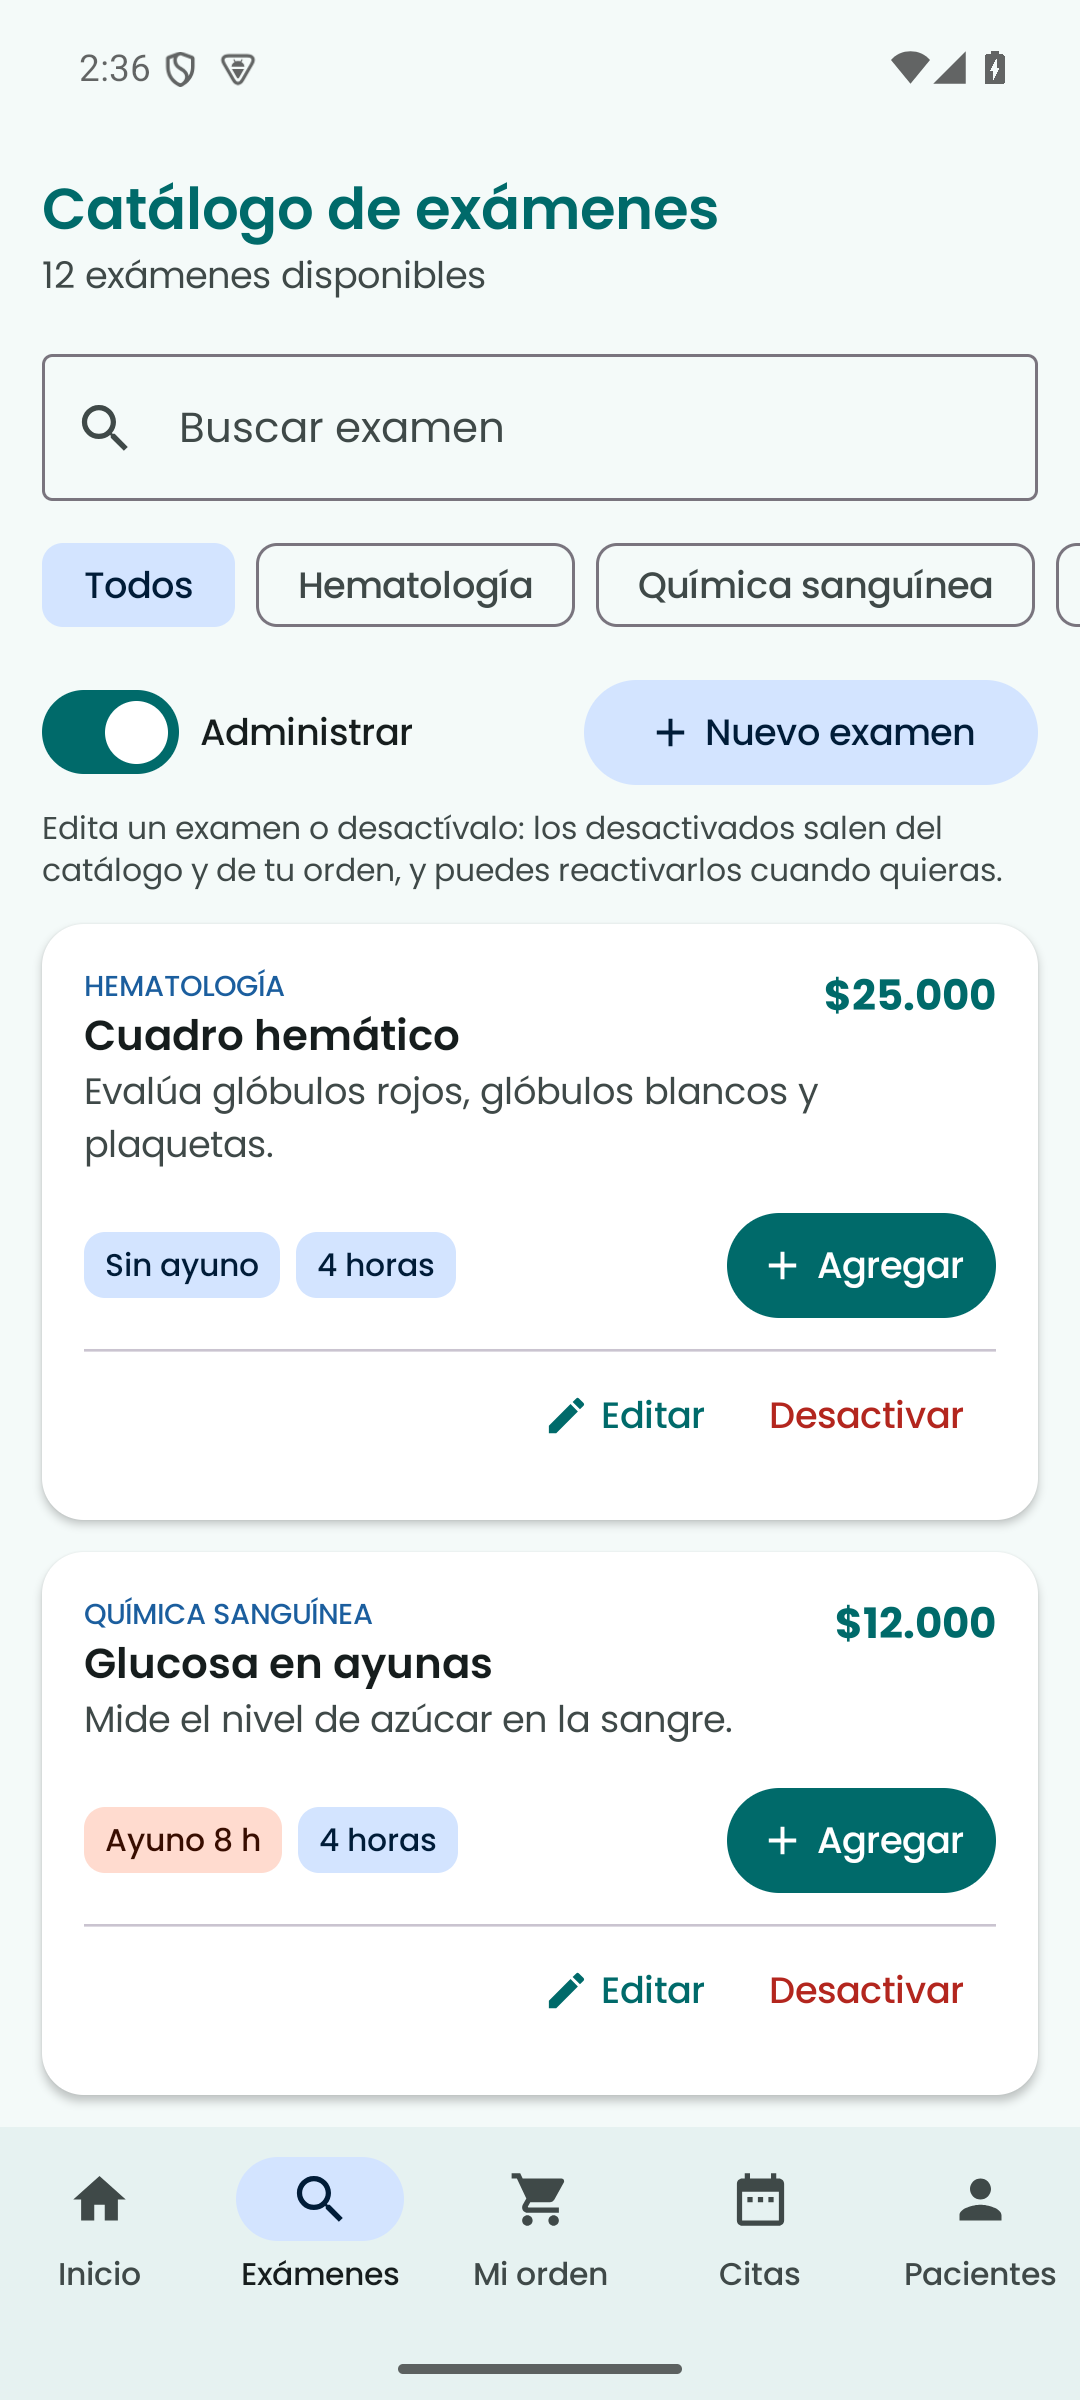 2:36
Catálogo de exámenes
12 exámenes disponibles
Buscar examen
Todos
Hematología
Química sanguínea
Administrar
+ Nuevo examen
Edita un examen o desactívalo: los desactivados salen del
catálogo y de tu orden, y puedes reactivarlos cuando quieras.
HEMATOLOGÍA
$25.000
Cuadro hemático
Evalúa glóbulos rojos, glóbulos blancos y
plaquetas.
Sin ayuno
4 horas
+ Agregar
Editar
Desactivar
QUÍMICA SANGUÍNEA
$12.000
Glucosa en ayunas
Mide el nivel de azúcar en la sangre.
Ayuno 8 h
4 horas
+ Agregar
Editar
Desactivar
Inicio
Exámenes
Mi orden
Citas
Pacientes